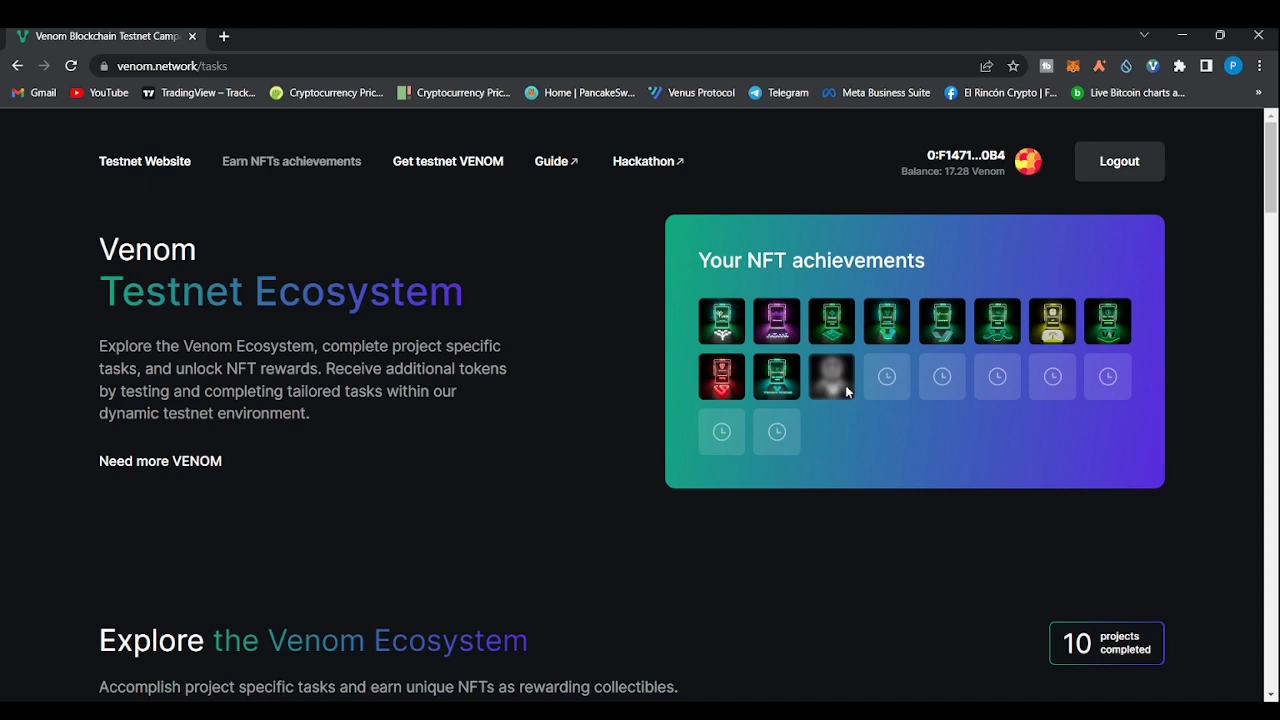 Venom Blockchain Testnet Camp
venom.network/tasks
Gmail YouTube TradingView – Track... Cryptocurrency Pric... Cryptocurrency Pric... Home | PancakeSw... Venus Protocol Telegram Meta Business Suite El Rincón Crypto | F... Live Bitcoin charts a... »
Testnet Website Earn NFTs achievements Get testnet VENOM Guide↗ Hackathon↗
0:F1471...0B4
Balance: 17.28 Venom
Logout
Venom
Testnet Ecosystem
Explore the Venom Ecosystem, complete project specific
tasks, and unlock NFT rewards. Receive additional tokens
by testing and completing tailored tasks within our
dynamic testnet environment.
Need more VENOM
Your NFT achievements
Explore the Venom Ecosystem
10 projects
completed
Accomplish project specific tasks and earn unique NFTs as rewarding collectibles.